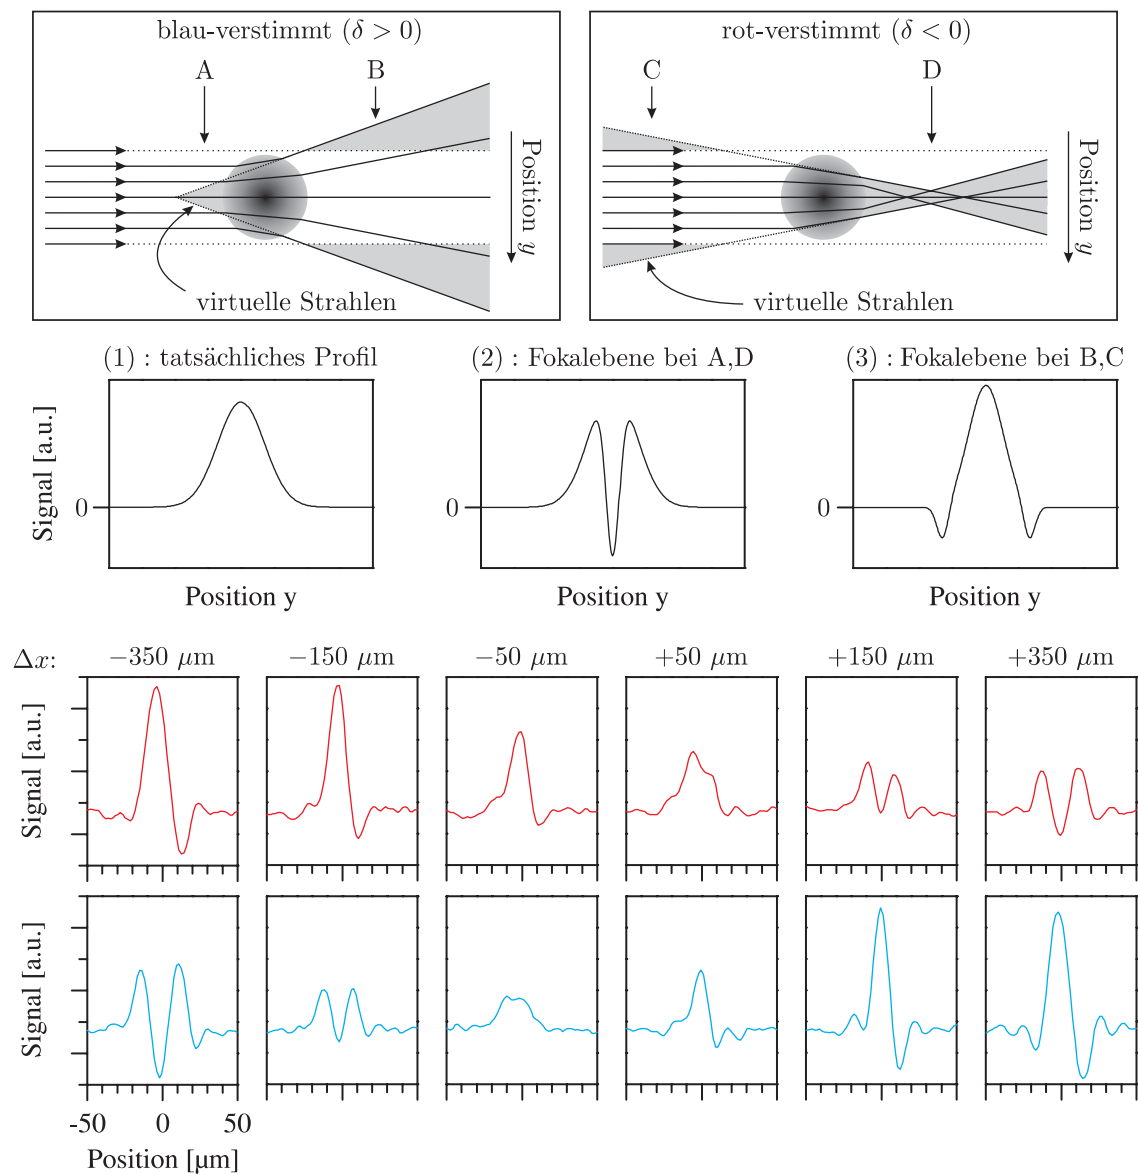 blau-verstimmt (δ > 0)
A
B
Position y
virtuelle Strahlen
rot-verstimmt (δ < 0)
C
D
Position y
virtuelle Strahlen
(1) : tatsächliches Profil
(2) : Fokalebene bei A,D
(3) : Fokalebene bei B,C
Signal [a.u.]
0
0
0
Position y
Position y
Position y
Δx: −350 μm −150 μm −50 μm +50 μm +150 μm +350 μm
Signal [a.u.]
Signal [a.u.]
-50 0 50
Position [μm]